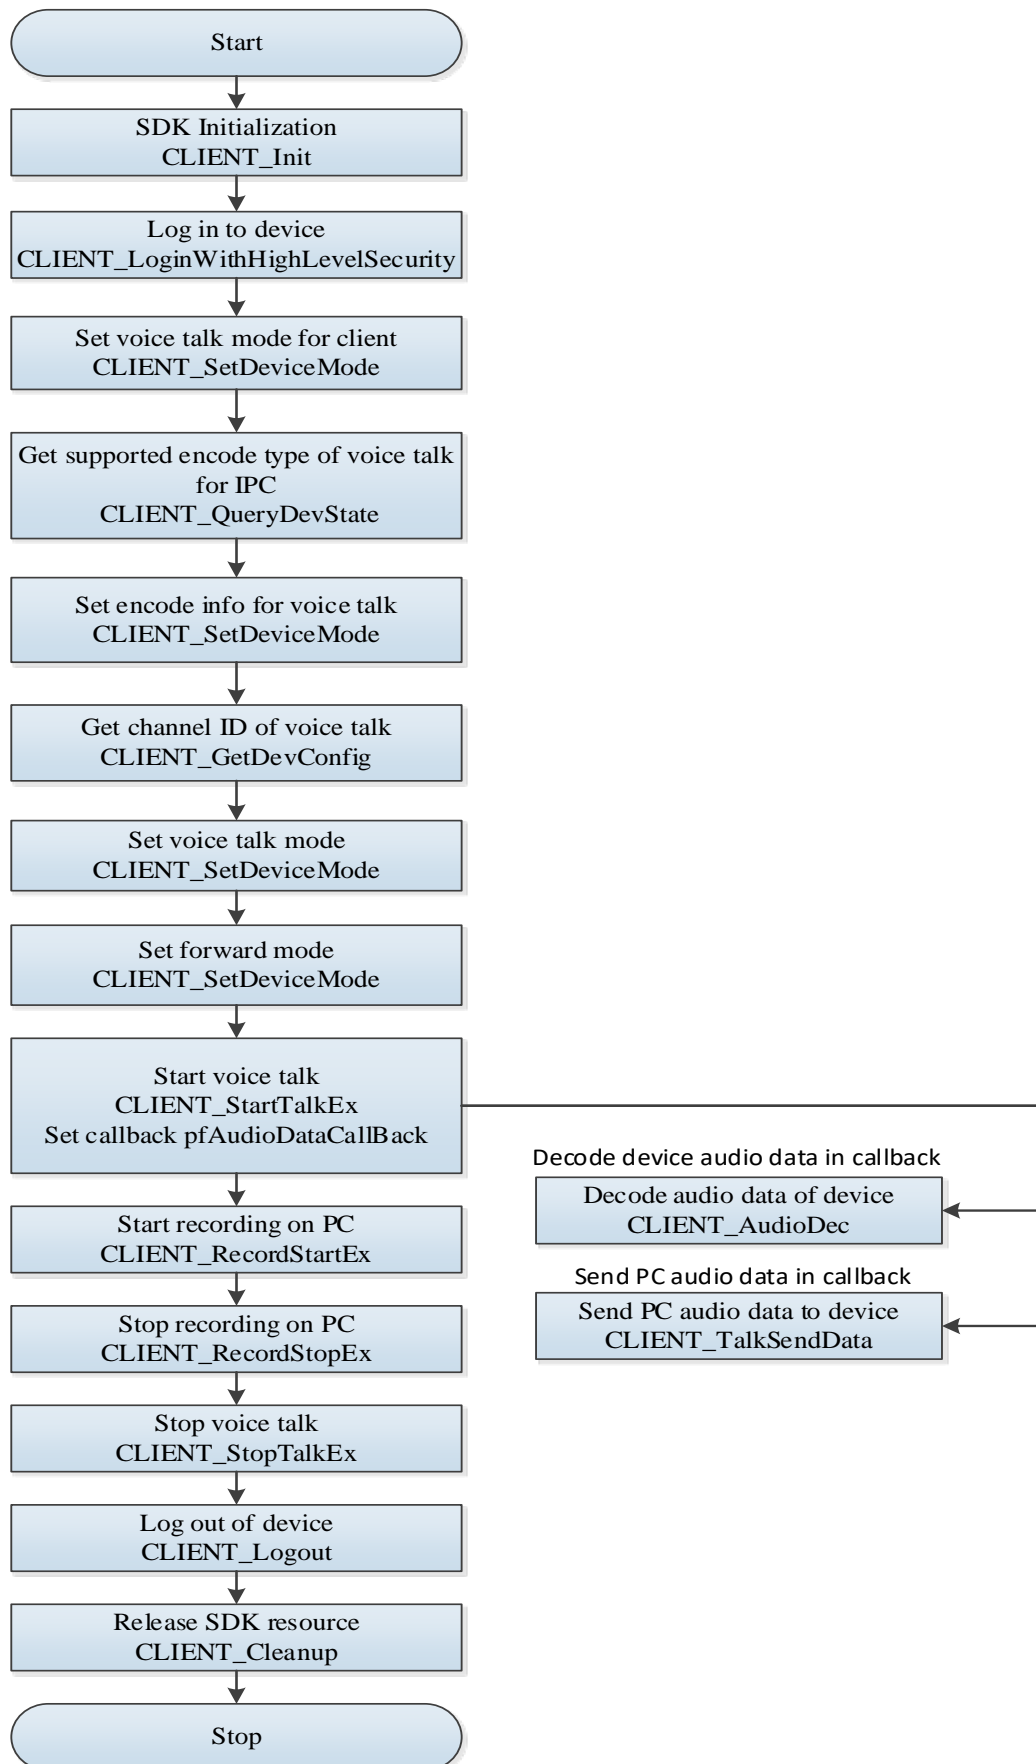 Start
SDK Initialization
CLIENT_Init
Log in to device
CLIENT_LoginWithHighLevelSecurity
Set voice talk mode for client
CLIENT_SetDeviceMode
Get supported encode type of voice talk
for IPC
CLIENT_QueryDevState
Set encode info for voice talk
CLIENT_SetDeviceMode
Get channel ID of voice talk
CLIENT_GetDevConfig
Set voice talk mode
CLIENT_SetDeviceMode
Set forward mode
CLIENT_SetDeviceMode
Start voice talk
CLIENT_StartTalkEx
Set callback pfAudioDataCallBack
Decode device audio data in callback
Decode audio data of device
CLIENT_AudioDec
Send PC audio data in callback
Send PC audio data to device
CLIENT_TalkSendData
Start recording on PC
CLIENT_RecordStartEx
Stop recording on PC
CLIENT_RecordStopEx
Stop voice talk
CLIENT_StopTalkEx
Log out of device
CLIENT_Logout
Release SDK resource
CLIENT_Cleanup
Stop